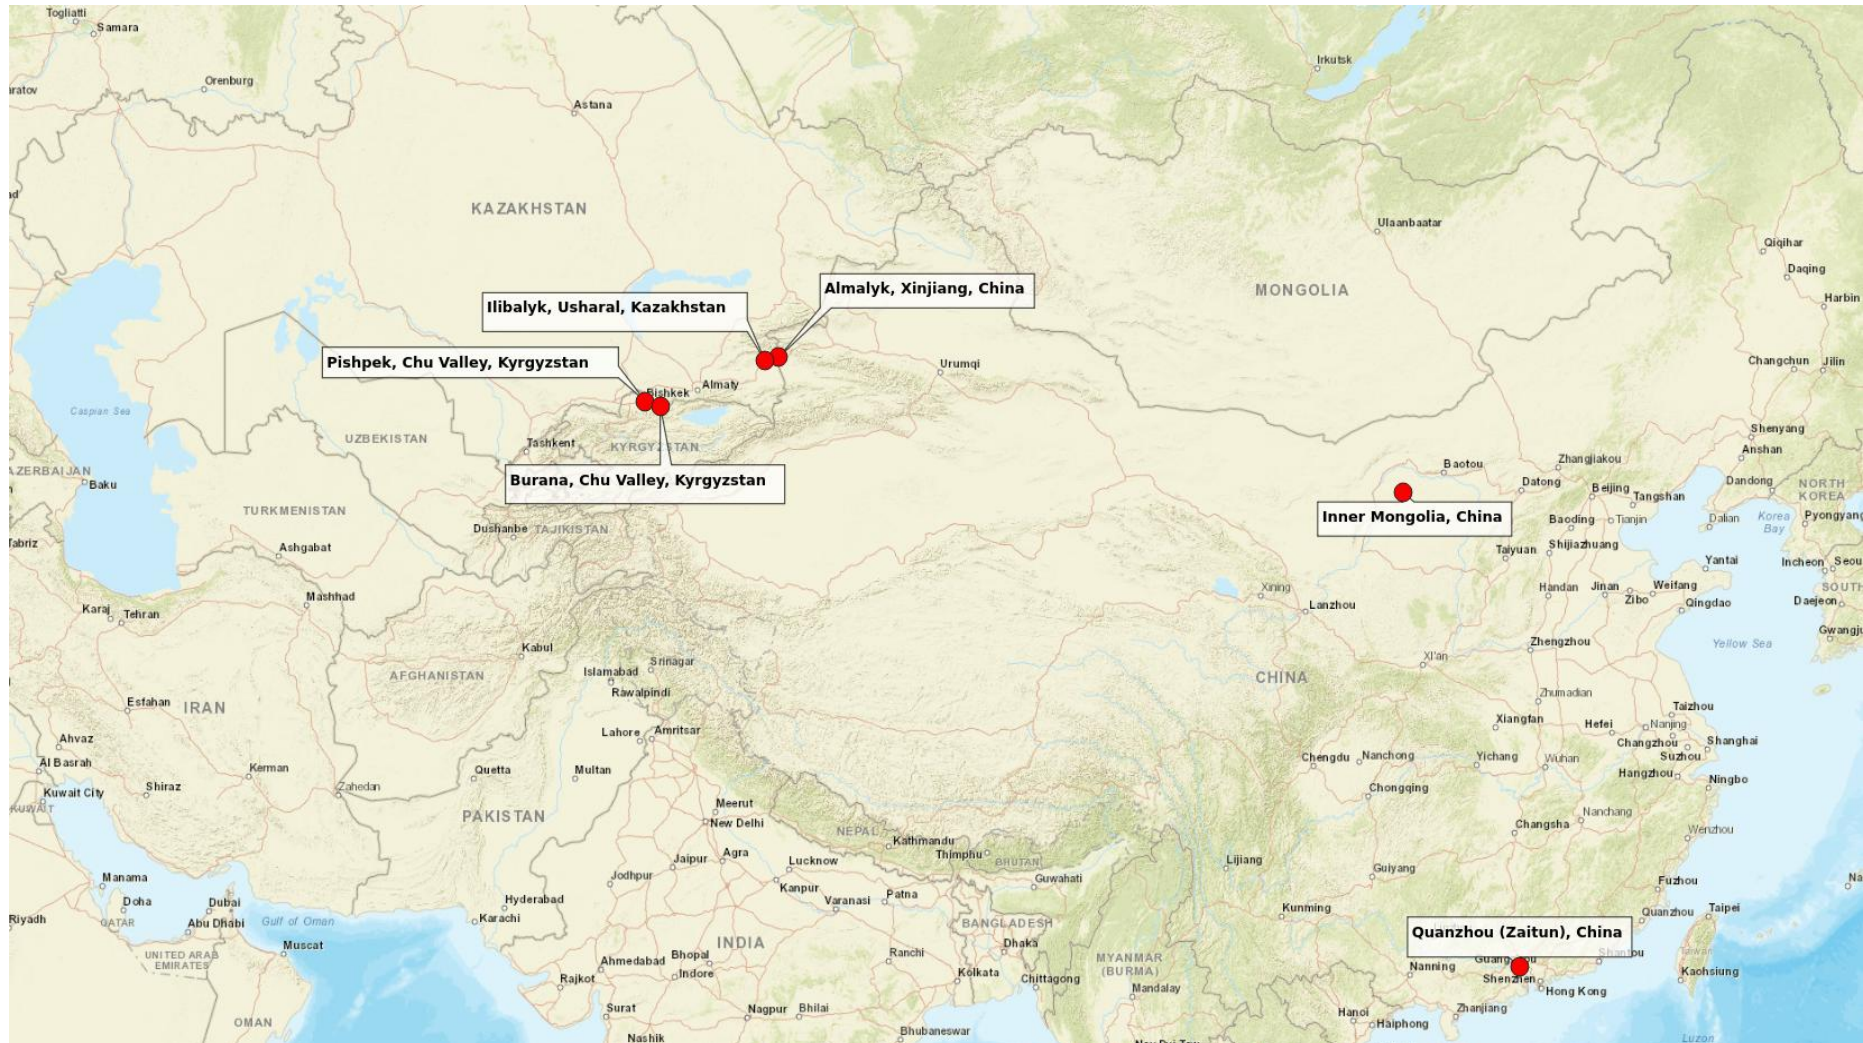 Togliatti
Samara
Orenburg
Irkutsk
Astana
KAZAKHSTAN
Ulaanbaatar
Qiqihar
Daqing
Harbin
MONGOLIA
Almalyk, Xinjiang, China
Ilibalyk, Usharal, Kazakhstan
Pishpek, Chu Valley, Kyrgyzstan
Urumqi
Changchun
Jilin
Almaty
Bishkek
Caspian Sea
UZBEKISTAN
Tashkent
KYRGYZSTAN
Shenyang
Anshan
AZERBAIJAN
Baku
Burana, Chu Valley, Kyrgyzstan
Baotou
Zhangjiakou
Datong
Beijing
Tangshan
Dandong
NORTH
KOREA
TURKMENISTAN
Inner Mongolia, China
Baoding
Tianjin
Dalian
Korea
Bay
Pyongyang
Dushanbe
TAJIKISTAN
Tabriz
Ashgabat
Taiyuan
Shijiazhuang
Yantai
Incheon
Seou
Mashhad
Xining
Lanzhou
Handan
Jinan
Zibo
Weifang
Qingdao
SOUTH
Daejeon
Karaj
Tehran
Gwangju
Kabul
Srinagar
Islamabad
Rawalpindi
AFGHANISTAN
Zhengzhou
Yellow Sea
Xi'an
CHINA
Esfahan
IRAN
Zhumadian
Taizhou
Xiangfan
Hefei
Nanjing
Ahvaz
Lahore
Amritsar
Changzhou
Shanghai
Suzhou
Al Basrah
Kerman
Quetta
Multan
Chengdu
Nanchong
Yichang
Wuhan
Hangzhou
Ningbo
Kuwait City
KUWAIT
Shiraz
Zahedan
Chongqing
PAKISTAN
Meerut
New Delhi
NEPAL
Kathmandu
Thimphu
BHUTAN
Changsha
Nanchang
Wenzhou
Jaipur
Agra
Lucknow
Lijiang
Guiyang
Manama
Jodhpur
Kanpur
Varanasi
Patna
Guwahati
Fuzhou
Doha
QATAR
Dubai
Abu Dhabi
Gulf of Oman
Hyderabad
Karachi
BANGLADESH
Kunming
Quanzhou
Taipei
Riyadh
Muscat
INDIA
Dhaka
Quanzhou (Zaitun), China
UNITED ARAB
EMIRATES
Ahmedabad
Bhopal
Indore
Ranchi
MYANMAR
(BURMA)
Nanning
Guangzhou
Shantou
Taiwan
Rajkot
Kolkata
Chittagong
Mandalay
Shenzhen
Hong Kong
Kaohsiung
Surat
Nagpur
Bhilai
Zhanjiang
Hanoi
Haiphong
OMAN
Nashik
Bhubaneswar
Luzon